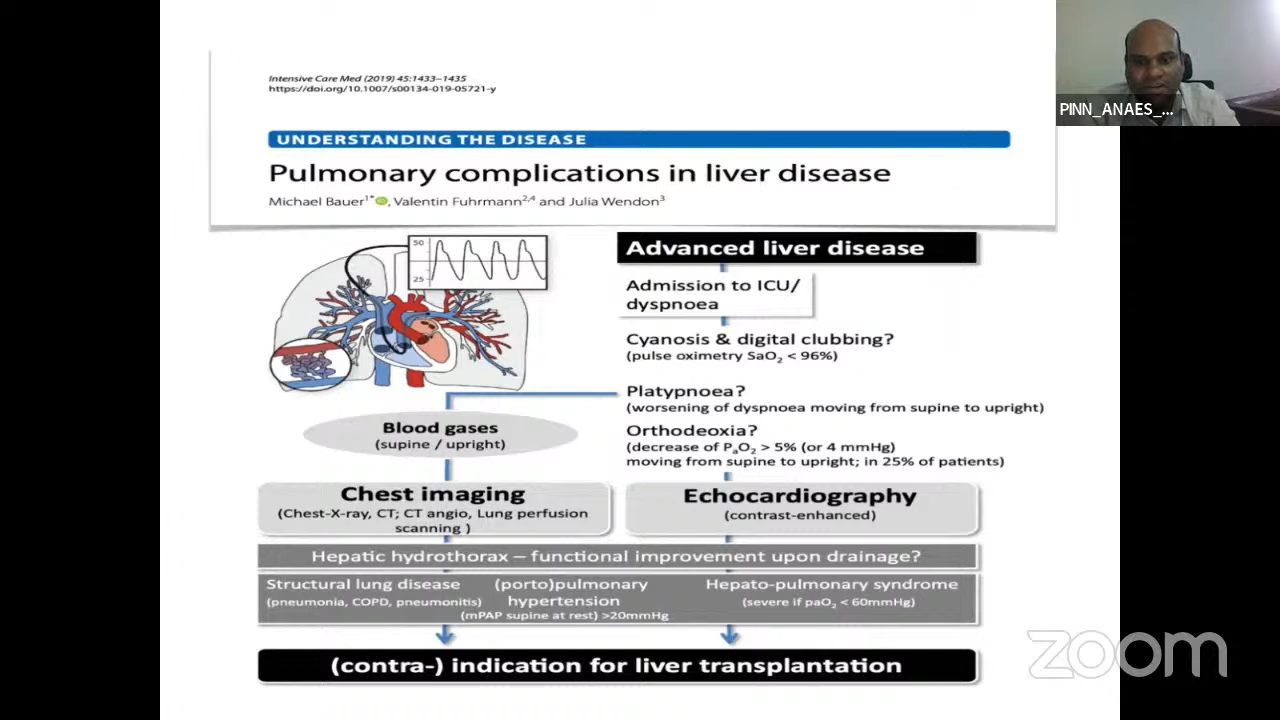 Intensive Care Med (2019) 45:1433–1435
https://doi.org/10.1007/s00134-019-05721-y
UNDERSTANDING THE DISEASE
Pulmonary complications in liver disease
Michael Bauer1*, Valentin Fuhrmann2,4 and Julia Wendon3
PINN_ANAES_...
50
25
Advanced liver disease
Admission to ICU/
dyspnoea
Cyanosis & digital clubbing?
(pulse oximetry SaO2 < 96%)
Platypnoea?
(worsening of dyspnoea moving from supine to upright)
Orthodeoxia?
(decrease of PaO2 > 5% (or 4 mmHg)
moving from supine to upright; in 25% of patients)
Blood gases
(supine / upright)
Chest imaging
(Chest-X-ray, CT; CT angio, Lung perfusion
scanning )
Echocardiography
(contrast-enhanced)
Hepatic hydrothorax – functional improvement upon drainage?
Structural lung disease
(pneumonia, COPD, pneumonitis)
(porto)pulmonary
hypertension
(mPAP supine at rest) >20mmHg
Hepato-pulmonary syndrome
(severe if paO2 < 60mmHg)
(contra-) indication for liver transplantation
zoom